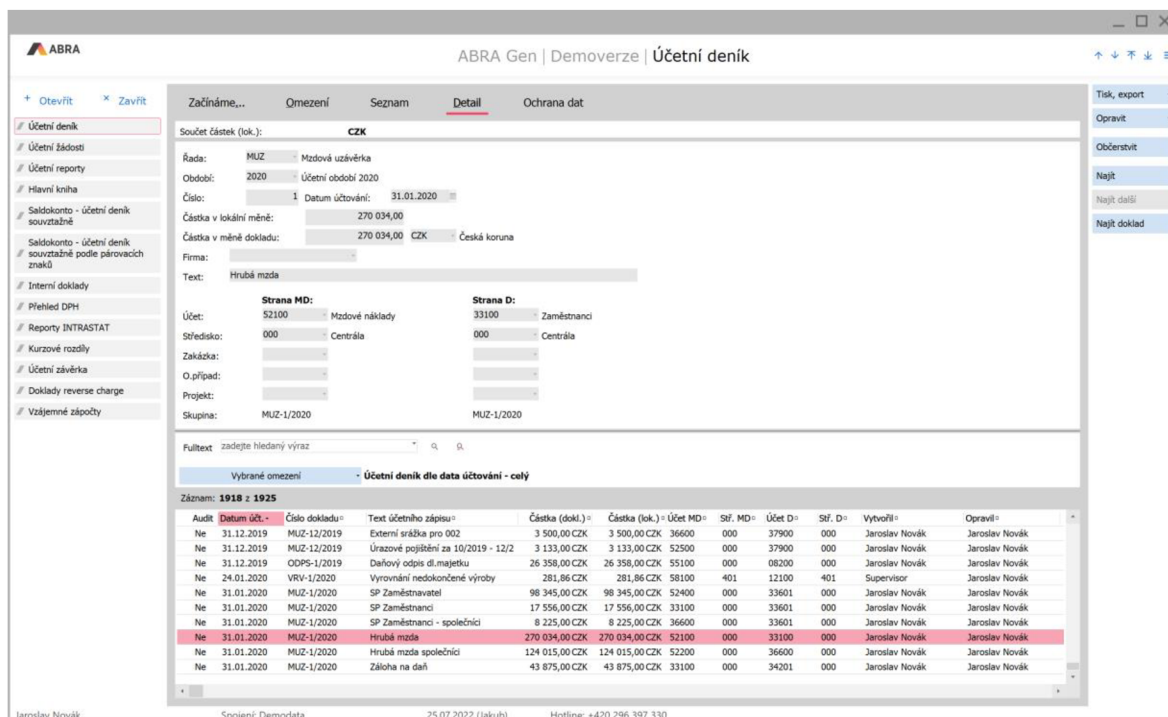 ABRA
ABRA Gen | Demoverze | Účetní deník
+ Otevřít × Zavřít
Účetní deník
Účetní žádosti
Účetní reporty
Hlavní kniha
Saldokonto - účetní deník
souvztažně
Saldokonto - účetní deník
souvztažně podle párovacích
znaků
Interní doklady
Přehled DPH
Reporty INTRASTAT
Kurzové rozdíly
Účetní závěrka
Doklady reverse charge
Vzájemné zápočty
Začínáme,.. Omezení Seznam Detail Ochrana dat
Součet částek (lok.): CZK
Řada: MUZ Mzdová uzávěrka
Období: 2020 Účetní období 2020
Číslo: 1 Datum účtování: 31.01.2020
Částka v lokální měně: 270 034,00
Částka v měně dokladu: 270 034,00 CZK Česká koruna
Firma:
Text: Hrubá mzda
Strana MD: Strana D:
Účet: 52100 Mzdové náklady 33100 Zaměstnanci
Středisko: 000 Centrála 000 Centrála
Zakázka:
O.případ:
Projekt:
Skupina: MUZ-1/2020 MUZ-1/2020
Fulltext zadejte hledaný výraz
Vybrané omezení Účetní deník dle data účtování - celý
Záznam: 1918 z 1925
Audit Datum účt. Číslo dokladu Text účetního zápisu Částka (dokl.) Částka (lok.) Účet MD Stř. MD Účet D Stř. D Vytvořil Opravil
Ne 31.12.2019 MUZ-12/2019 Externí srážka pro 002 3 500,00 CZK 3 500,00 CZK 36600 000 37900 000 Jaroslav Novák Jaroslav Novák
Ne 31.12.2019 MUZ-12/2019 Úrazové pojištění za 10/2019 - 12/2 3 133,00 CZK 3 133,00 CZK 52500 000 37900 000 Jaroslav Novák Jaroslav Novák
Ne 31.12.2019 ODPS-1/2019 Daňový odpis dl.majetku 26 358,00 CZK 26 358,00 CZK 55100 000 08200 000 Jaroslav Novák Jaroslav Novák
Ne 24.01.2020 VRV-1/2020 Vyrovnání nedokončené výroby 281,86 CZK 281,86 CZK 58100 401 12100 401 Supervisor Jaroslav Novák
Ne 31.01.2020 MUZ-1/2020 SP Zaměstnavatel 98 345,00 CZK 98 345,00 CZK 52400 000 33601 000 Jaroslav Novák Jaroslav Novák
Ne 31.01.2020 MUZ-1/2020 SP Zaměstnanci 17 556,00 CZK 17 556,00 CZK 33100 000 33601 000 Jaroslav Novák Jaroslav Novák
Ne 31.01.2020 MUZ-1/2020 SP Zaměstnanci - společníci 8 225,00 CZK 8 225,00 CZK 36600 000 33601 000 Jaroslav Novák Jaroslav Novák
Ne 31.01.2020 MUZ-1/2020 Hrubá mzda 270 034,00 CZK 270 034,00 CZK 52100 000 33100 000 Jaroslav Novák Jaroslav Novák
Ne 31.01.2020 MUZ-1/2020 Hrubá mzda společníci 124 015,00 CZK 124 015,00 CZK 52200 000 36600 000 Jaroslav Novák Jaroslav Novák
Ne 31.01.2020 MUZ-1/2020 Záloha na daň 43 875,00 CZK 43 875,00 CZK 33100 000 34201 000 Jaroslav Novák Jaroslav Novák
Tisk, export
Opravit
Občerstvit
Najít
Najít další
Najít doklad
Jaroslav Novák Spojení: Demodata 25.07.2022 (Jakub) Hotline: +420 296 397 330